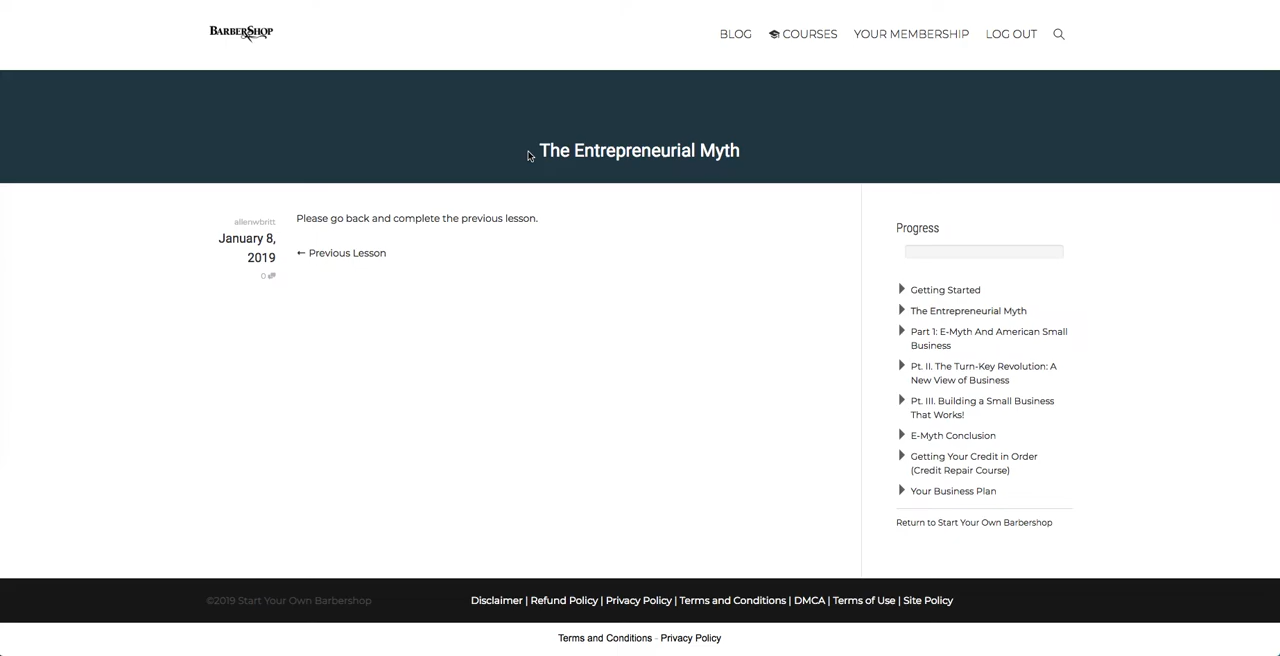 BARBERSHOP
BLOG
COURSES
YOUR MEMBERSHIP
LOG OUT
The Entrepreneurial Myth
allenwbritt
January 8,
2019
0
Please go back and complete the previous lesson.
← Previous Lesson
Progress
Getting Started
The Entrepreneurial Myth
Part 1: E-Myth And American Small
Business
Pt. II. The Turn-Key Revolution: A
New View of Business
Pt. III. Building a Small Business
That Works!
E-Myth Conclusion
Getting Your Credit in Order
(Credit Repair Course)
Your Business Plan
Return to Start Your Own Barbershop
©2019 Start Your Own Barbershop
Disclaimer | Refund Policy | Privacy Policy | Terms and Conditions | DMCA | Terms of Use | Site Policy
Terms and Conditions - Privacy Policy